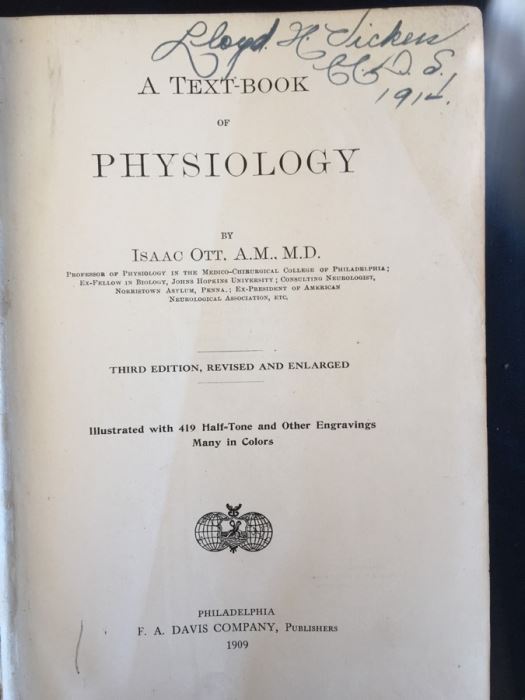 Lloyd H. Vickers
C.C.D.S.
1914.
A TEXT-BOOK
OF
PHYSIOLOGY
BY
ISAAC OTT, A.M., M.D.
PROFESSOR OF PHYSIOLOGY IN THE MEDICO-CHIRURGICAL COLLEGE OF PHILADELPHIA;
EX-FELLOW IN BIOLOGY, JOHNS HOPKINS UNIVERSITY; CONSULTING NEUROLOGIST,
NORRISTOWN ASYLUM, PENNA.; EX-PRESIDENT OF AMERICAN
NEUROLOGICAL ASSOCIATION, ETC.
THIRD EDITION, REVISED AND ENLARGED
Illustrated with 419 Half-Tone and Other Engravings
Many in Colors
PHILADELPHIA
F. A. DAVIS COMPANY, PUBLISHERS
1909